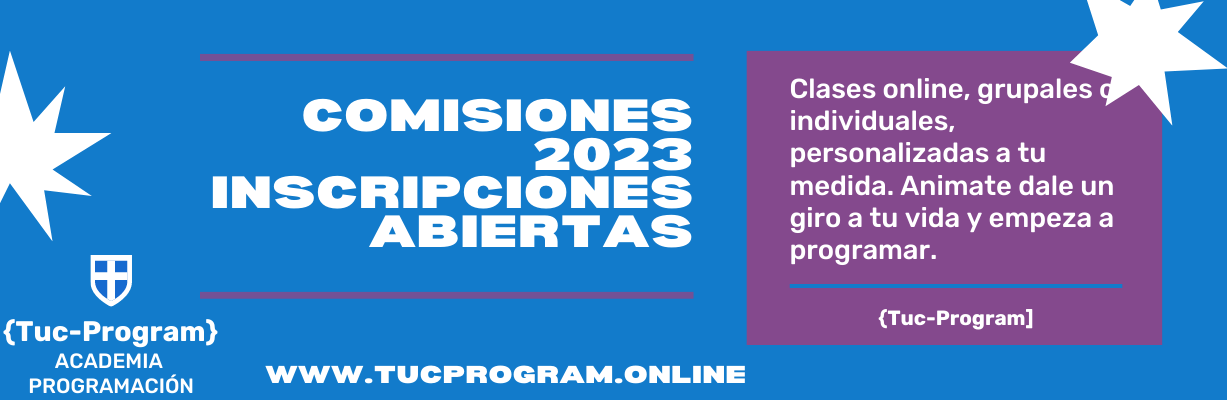 COMISIONES
2023
INSCRIPCIONES
ABIERTAS
Clases online, grupales
individuales,
personalizadas a tu
medida. Animate dale un
giro a tu vida y empeza a
programar.
{Tuc-Program]
{Tuc-Program}
ACADEMIA
PROGRAMACIÓN
WWW.TUCPROGRAM.ONLINE